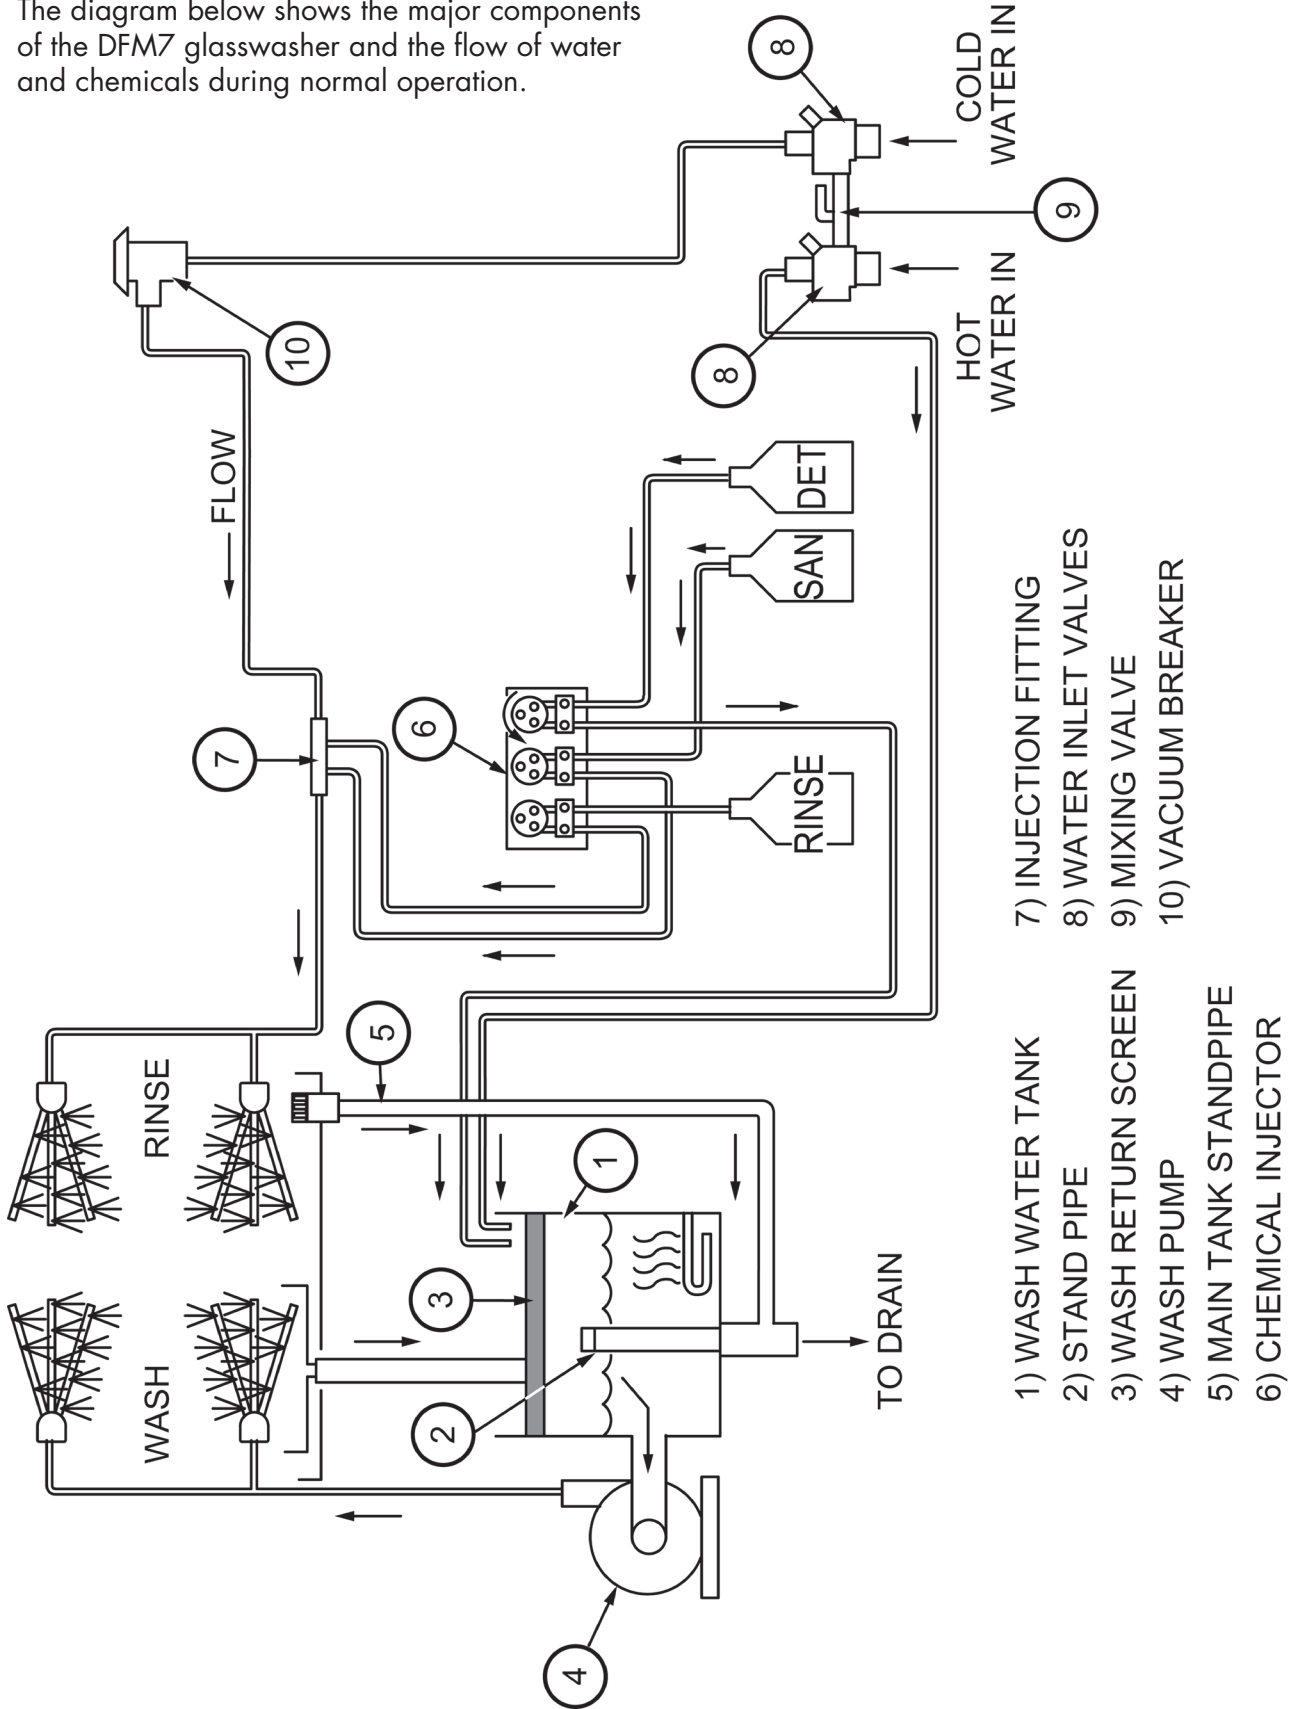 The diagram below shows the major components
of the DFM7 glasswasher and the flow of water
and chemicals during normal operation.
8
COLD
WATER IN
9
10
8
HOT
WATER IN
FLOW
DET
SAN
7
6
RINSE
5
RINSE
1
3
2
WASH
TO DRAIN
4
1) WASH WATER TANK
2) STAND PIPE
3) WASH RETURN SCREEN
4) WASH PUMP
5) MAIN TANK STANDPIPE
6) CHEMICAL INJECTOR
7) INJECTION FITTING
8) WATER INLET VALVES
9) MIXING VALVE
10) VACUUM BREAKER